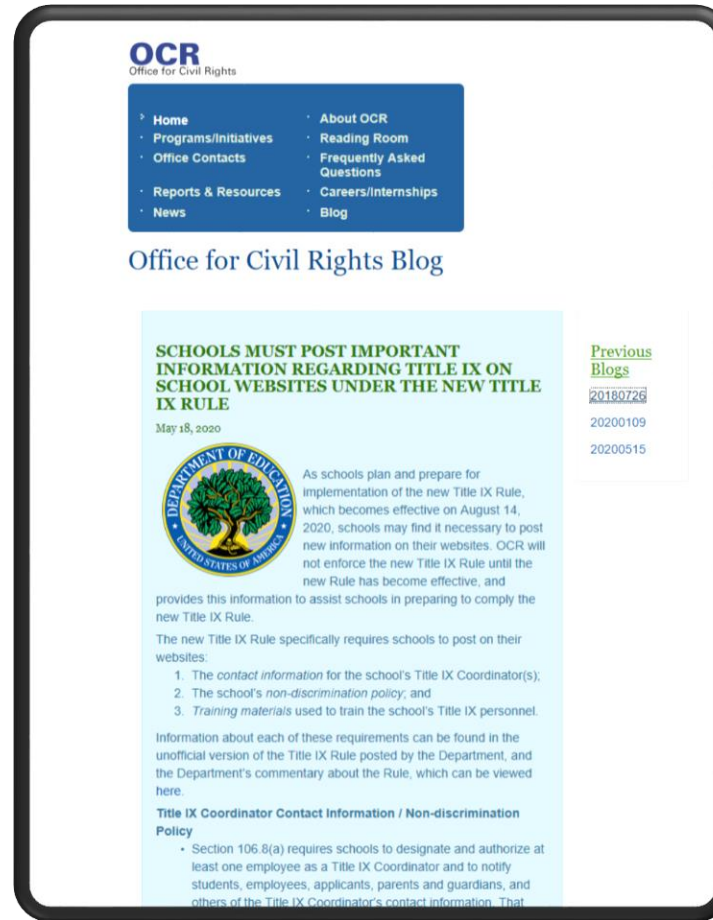 OCR
Office for Civil Rights
Home
About OCR
Programs/Initiatives
Reading Room
Office Contacts
Frequently Asked
Questions
Reports & Resources
Careers/Internships
News
Blog
Office for Civil Rights Blog
SCHOOLS MUST POST IMPORTANT
INFORMATION REGARDING TITLE IX ON
SCHOOL WEBSITES UNDER THE NEW TITLE
IX RULE
May 18, 2020
DEPARTMENT OF EDUCATION
UNITED STATES OF AMERICA
As schools plan and prepare for
implementation of the new Title IX Rule,
which becomes effective on August 14,
2020, schools may find it necessary to post
new information on their websites. OCR will
not enforce the new Title IX Rule until the
new Rule has become effective, and
provides this information to assist schools in preparing to comply the
new Title IX Rule.
The new Title IX Rule specifically requires schools to post on their
websites:
1. The contact information for the school's Title IX Coordinator(s);
2. The school's non-discrimination policy; and
3. Training materials used to train the school's Title IX personnel.
Information about each of these requirements can be found in the
unofficial version of the Title IX Rule posted by the Department, and
the Department's commentary about the Rule, which can be viewed
here.
Title IX Coordinator Contact Information / Non-discrimination
Policy
• Section 106.8(a) requires schools to designate and authorize at
least one employee as a Title IX Coordinator and to notify
students, employees, applicants, parents and guardians, and
others of the Title IX Coordinator's contact information. That
Previous
Blogs
20180726
20200109
20200515